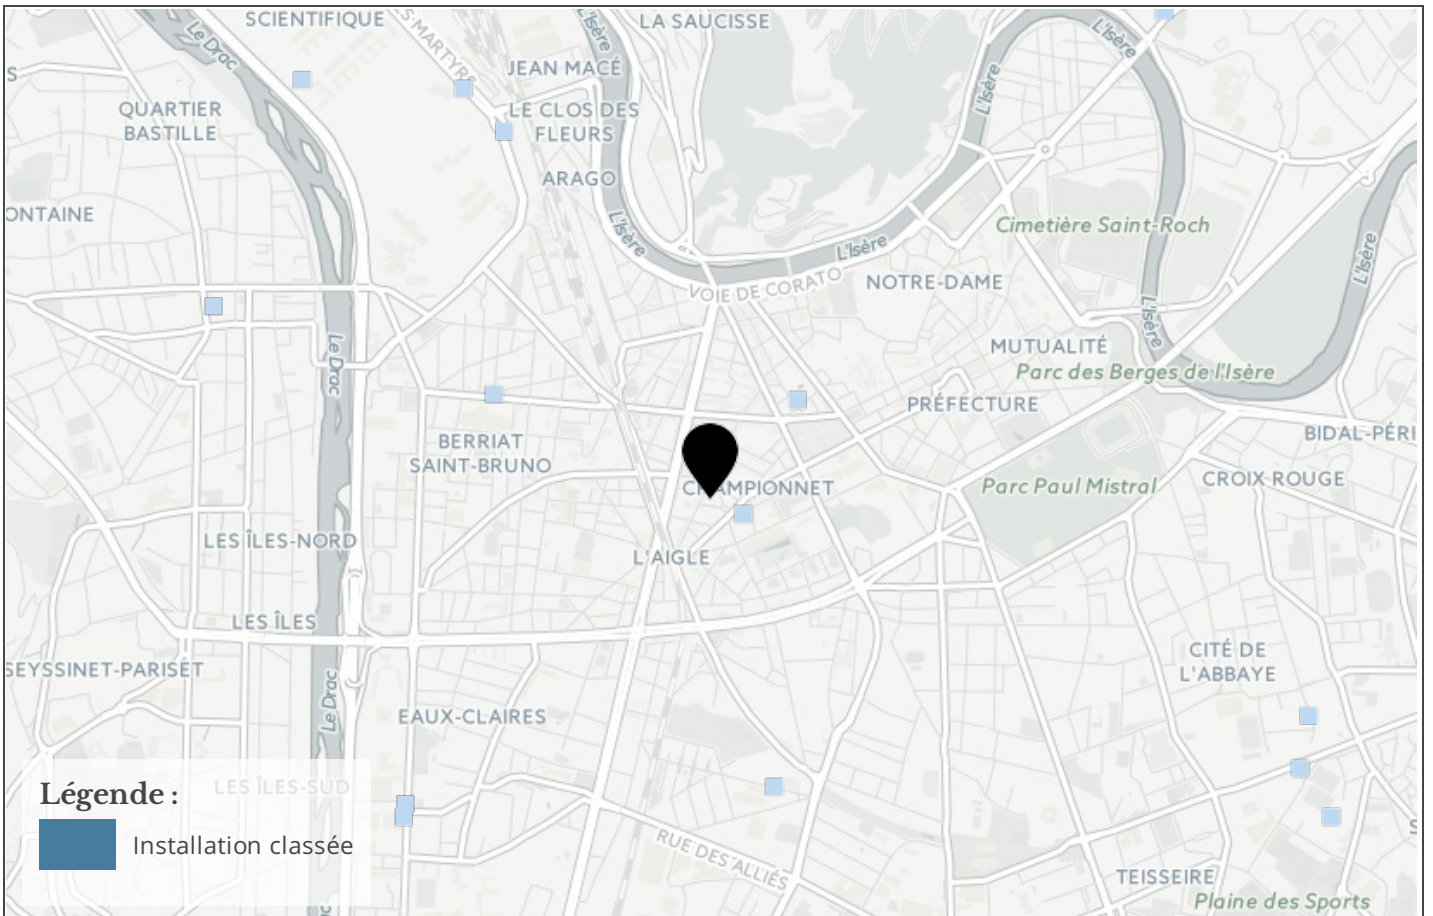 SCIENTIFIQUE
S MARTYRS
L'Isère
LA SAUCISSE
L'Isère
Le Drac
JEAN MACÉ
S
L'Isère
QUARTIER
BASTILLE
LE CLOS DES
FLEURS
ARAGO
ONTAINE
L'Isère
Cimetière Saint-Roch
L'Isère
L'Isère
VOIE DE CORATO
NOTRE-DAME
L'Isère
Le Drac
MUTUALITÉ
Parc des Berges de l'Isère
PRÉFECTURE
BERRIAT
SAINT-BRUNO
BIDAL-PÉRI
CHAMPIONNET
Parc Paul Mistral
CROIX ROUGE
LES ÎLES-NORD
L'AIGLE
LES ÎLES
SEYSSINET-PARISET
CITÉ DE
L'ABBAYE
Le Drac
EAUX-CLAIRES
LES ÎLES-SUD
Légende :
Installation classée
RUE DES ALLIÉS
S
TEISSEIRE
Plaine des Sports